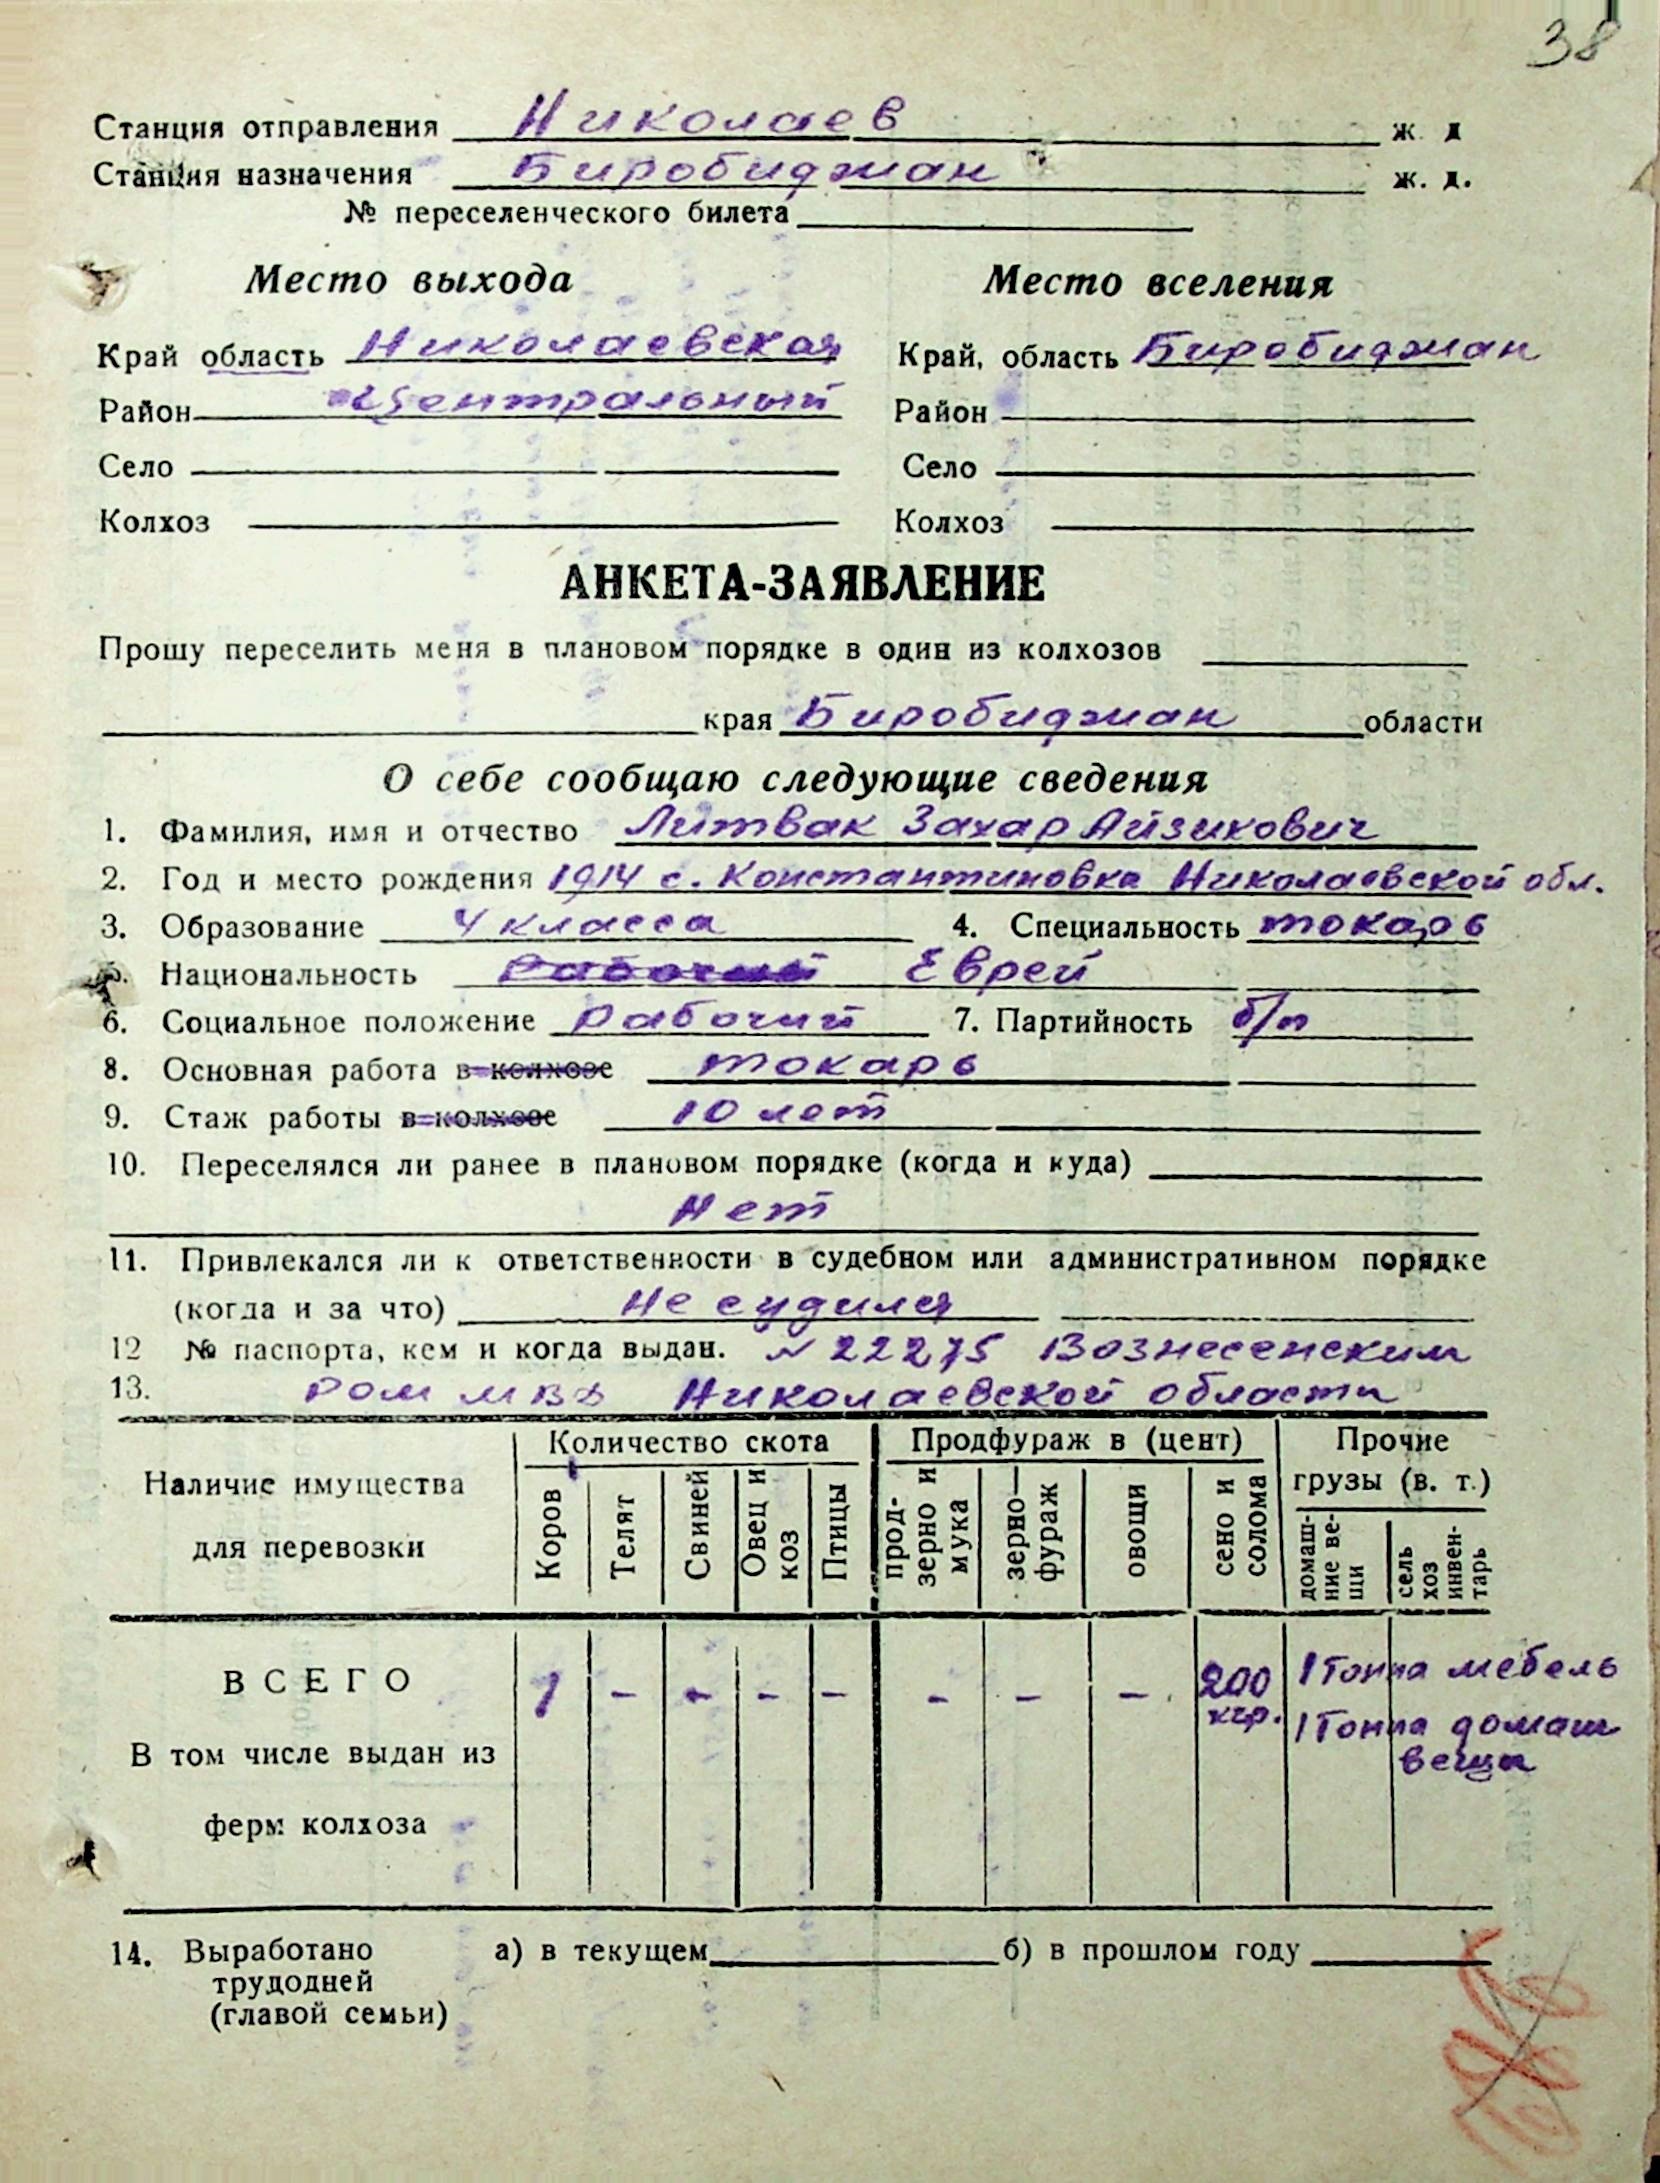 38
Станция отправления Николаев ж. д
Станция назначения Биробиджан ж. д.
№ переселенческого билета
Место выхода Место вселения
Край область Николаевская Край, область Биробиджан
Район Центральный Район
Село Село
Колхоз Колхоз
АНКЕТА-ЗАЯВЛЕНИЕ
Прошу переселить меня в плановом порядке в один из колхозов
края Биробиджан области
О себе сообщаю следующие сведения
1. Фамилия, имя и отчество Литвак Захар Айзикович
2. Год и место рождения 1914 с. Константиновка Николаевской обл.
3. Образование 4 класса 4. Специальность токарь
5. Национальность Рабочий Еврей
6. Социальное положение Рабочий 7. Партийность б/п
8. Основная работа в колхозе токарь
9. Стаж работы в колхозе 10 лет
10. Переселялся ли ранее в плановом порядке (когда и куда)
Нет
11. Привлекался ли к ответственности в судебном или административном порядке
(когда и за что) не судился
12 № паспорта, кем и когда выдан. № 22275 Вознесенским
13. РОМ МВД Николаевской области
Наличие имущества для перевозки
Количество скота
Продфураж в (цент)
Прочие грузы (в. т.)
Коров
Телят
Свиней
Овец и коз
Птицы
прод-зерно и мука
зерно—фураж
овощи
сено и солома
домаш-ние ве-щи
сель хоз инвен-тарь
ВСЕГО 1 - - - - - - - 200 кгр. 1 Тонна мебель
1 Тонна домаш вещи
В том числе выдан из
ферм колхоза
14. Выработано а) в текущем б) в прошлом году
трудодней
(главой семьи)